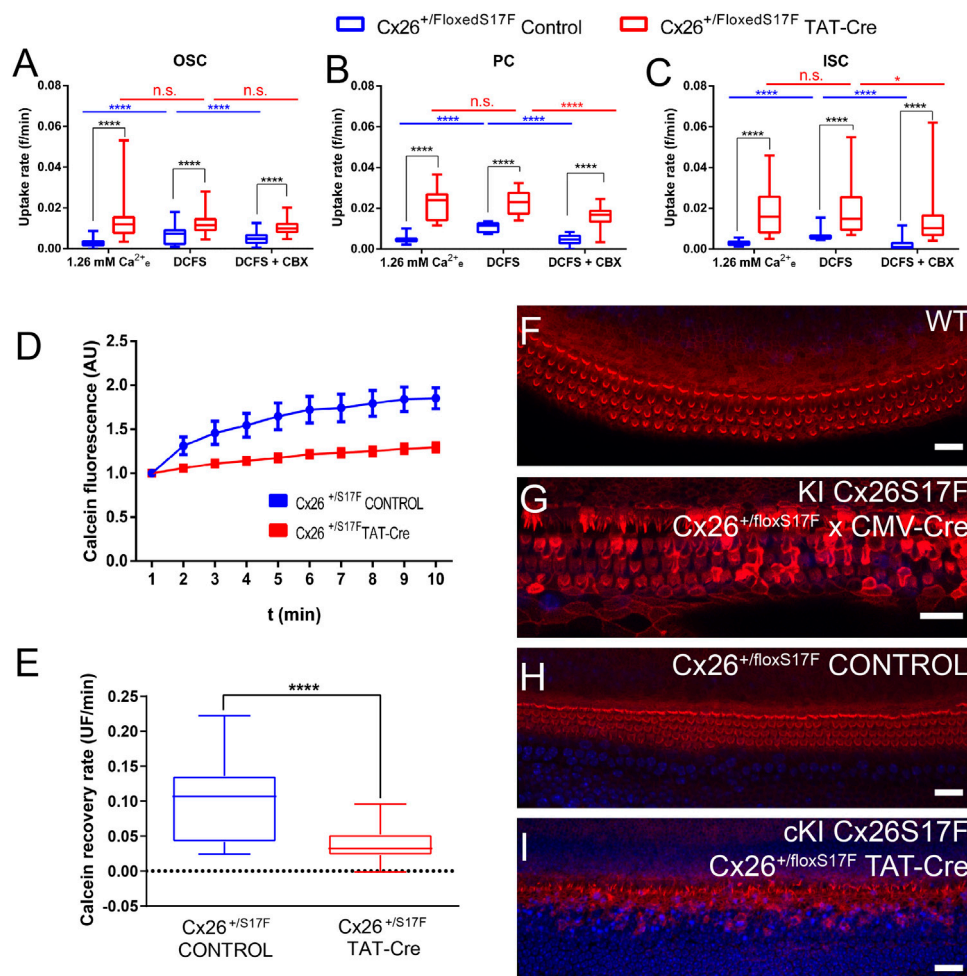 Cx26+/FloxedS17F Control Cx26+/FloxedS17F TAT-Cre
A
OSC
Uptake rate (f/min)
0.08
0.06
0.04
0.02
0.00
n.s. n.s.
**** ****
****
****
****
1.26 mM Ca2+e DCFS DCFS + CBX
B
PC
Uptake rate (f/min)
0.08
0.06
0.04
0.02
0.00
n.s. ****
**** ****
****
****
****
1.26 mM Ca2+e DCFS DCFS + CBX
C
ISC
Uptake rate (f/min)
0.08
0.06
0.04
0.02
0.00
n.s. *
**** ****
****
****
****
1.26 mM Ca2+e DCFS DCFS + CBX
D
Calcein fluorescence (AU)
2.5
2.0
1.5
1.0
0.5
0.0
Cx26 +/S17F CONTROL
Cx26 +/S17F TAT-Cre
1 2 3 4 5 6 7 8 9 10
t (min)
E
Calcein recovery rate (UF/min)
0.25
0.20
0.15
0.10
0.05
0.00
-0.05
****
Cx26 +/S17F
CONTROL
Cx26 +/S17F
TAT-Cre
F
WT
G
KI Cx26S17F
Cx26+/floxS17F x CMV-Cre
H
Cx26+/floxS17F CONTROL
I
cKI Cx26S17F
Cx26+/floxS17F TAT-Cre